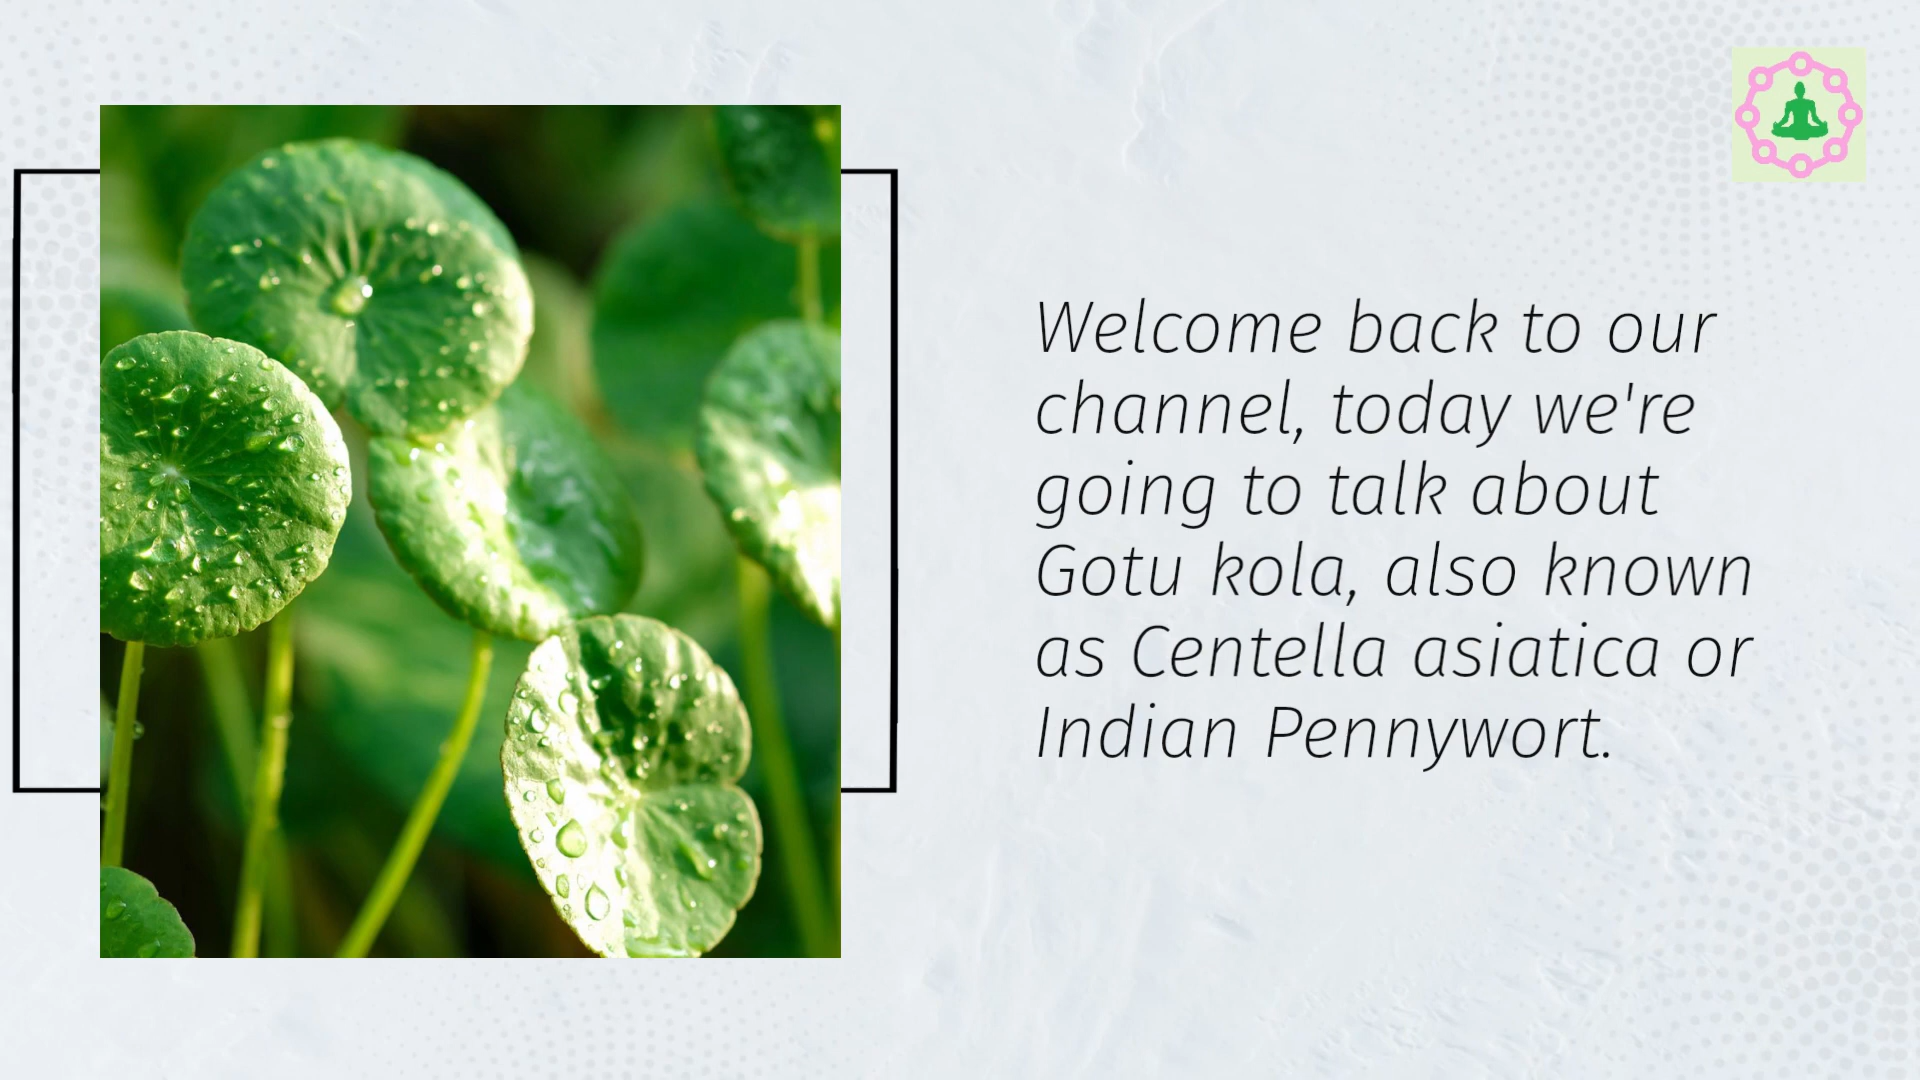 Welcome back to our
channel, today we're
going to talk about
Gotu kola, also known
as Centella asiatica or
Indian Pennywort.